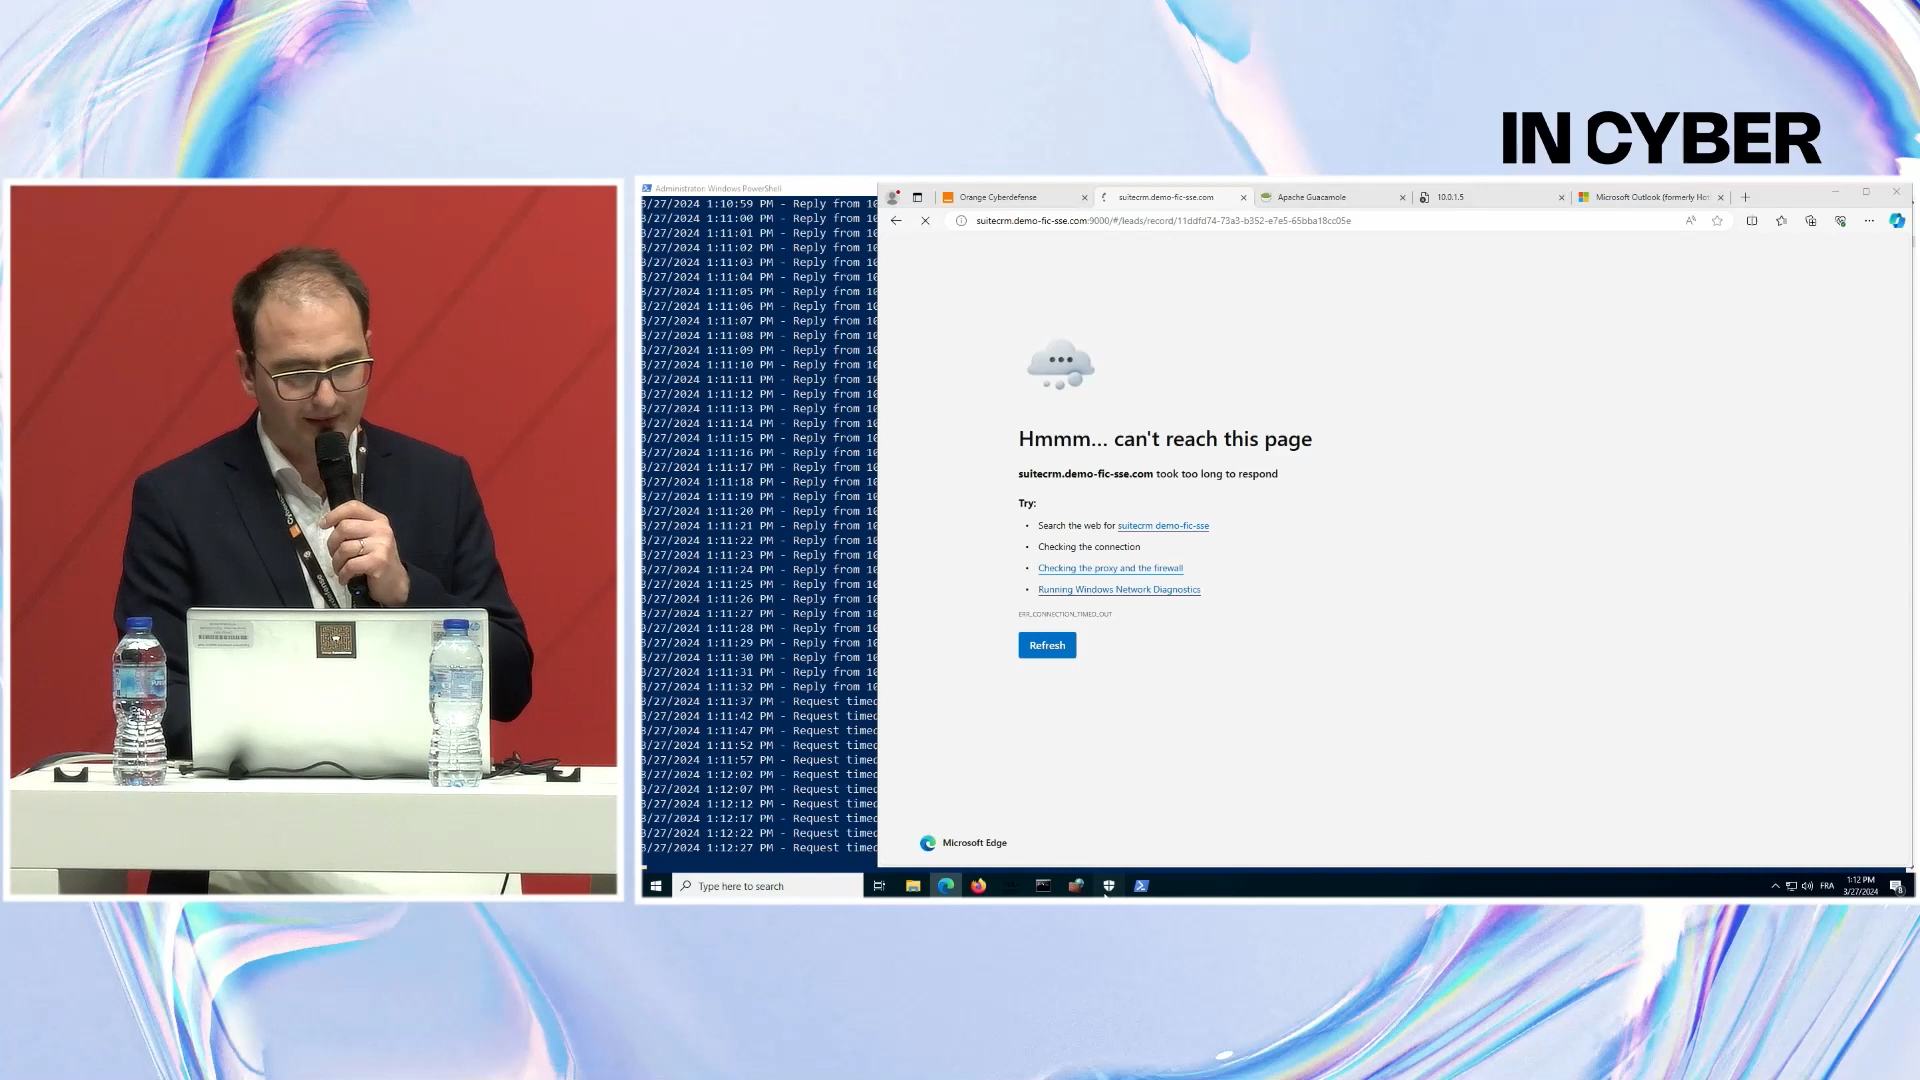 IN CYBER
Administrator: Windows PowerShell
3/27/2024 1:10:59 PM - Reply from 10
3/27/2024 1:11:00 PM - Reply from 10
3/27/2024 1:11:01 PM - Reply from 10
3/27/2024 1:11:02 PM - Reply from 10
3/27/2024 1:11:03 PM - Reply from 10
3/27/2024 1:11:04 PM - Reply from 10
3/27/2024 1:11:05 PM - Reply from 10
3/27/2024 1:11:06 PM - Reply from 10
3/27/2024 1:11:07 PM - Reply from 10
3/27/2024 1:11:08 PM - Reply from 10
3/27/2024 1:11:09 PM - Reply from 10
3/27/2024 1:11:10 PM - Reply from 10
3/27/2024 1:11:11 PM - Reply from 10
3/27/2024 1:11:12 PM - Reply from 10
3/27/2024 1:11:13 PM - Reply from 10
3/27/2024 1:11:14 PM - Reply from 10
3/27/2024 1:11:15 PM - Reply from 10
3/27/2024 1:11:16 PM - Reply from 10
3/27/2024 1:11:17 PM - Reply from 10
3/27/2024 1:11:18 PM - Reply from 10
3/27/2024 1:11:19 PM - Reply from 10
3/27/2024 1:11:20 PM - Reply from 10
3/27/2024 1:11:21 PM - Reply from 10
3/27/2024 1:11:22 PM - Reply from 10
3/27/2024 1:11:23 PM - Reply from 10
3/27/2024 1:11:24 PM - Reply from 10
3/27/2024 1:11:25 PM - Reply from 10
3/27/2024 1:11:26 PM - Reply from 10
3/27/2024 1:11:27 PM - Reply from 10
3/27/2024 1:11:28 PM - Reply from 10
3/27/2024 1:11:29 PM - Reply from 10
3/27/2024 1:11:30 PM - Reply from 10
3/27/2024 1:11:31 PM - Reply from 10
3/27/2024 1:11:32 PM - Reply from 10
3/27/2024 1:11:37 PM - Request timed
3/27/2024 1:11:42 PM - Request timed
3/27/2024 1:11:47 PM - Request timed
3/27/2024 1:11:52 PM - Request timed
3/27/2024 1:11:57 PM - Request timed
3/27/2024 1:12:02 PM - Request timed
3/27/2024 1:12:07 PM - Request timed
3/27/2024 1:12:12 PM - Request timed
3/27/2024 1:12:17 PM - Request timed
3/27/2024 1:12:22 PM - Request timed
3/27/2024 1:12:27 PM - Request timed
Orange Cyberdefense
suitecrm.demo-fic-sse.com
Apache Guacamole
10.0.1.5
Microsoft Outlook (formerly Hot
suitecrm.demo-fic-sse.com:9000/#/leads/record/11ddfd74-73a3-b352-e7e5-65bba18cc05e
Hmmm... can't reach this page
suitecrm.demo-fic-sse.com took too long to respond
Try:
• Search the web for suitecrm demo-fic-sse
• Checking the connection
• Checking the proxy and the firewall
• Running Windows Network Diagnostics
ERR_CONNECTION_TIMED_OUT
Refresh
Microsoft Edge
Type here to search
FRA
1:12 PM
3/27/2024